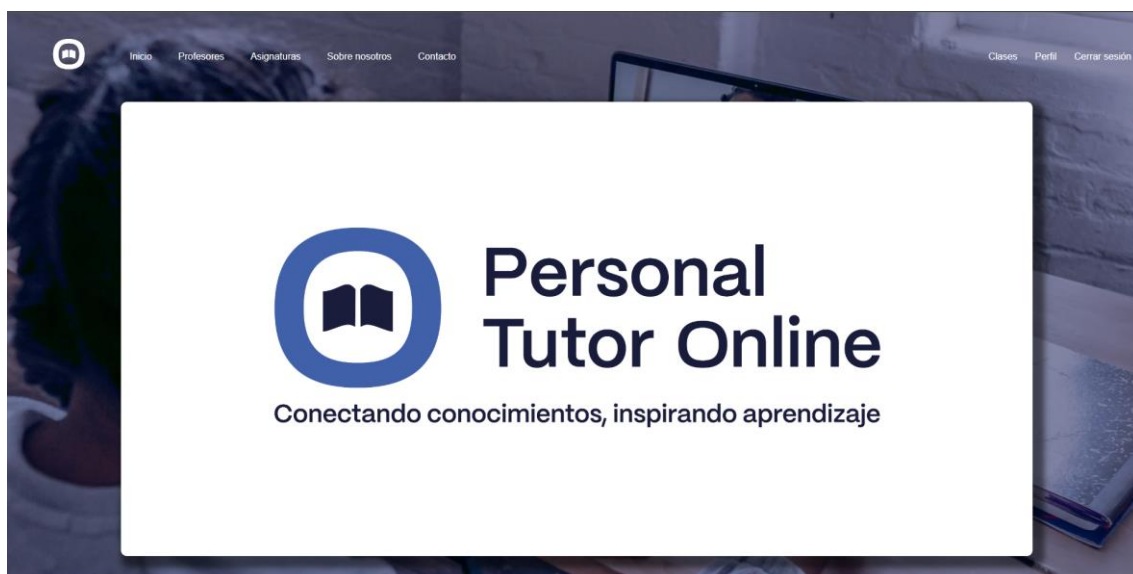 Inicio Profesores Asignaturas Sobre nosotros Contacto Clases Perfil Cerrar sesión
Personal
Tutor Online
Conectando conocimientos, inspirando aprendizaje